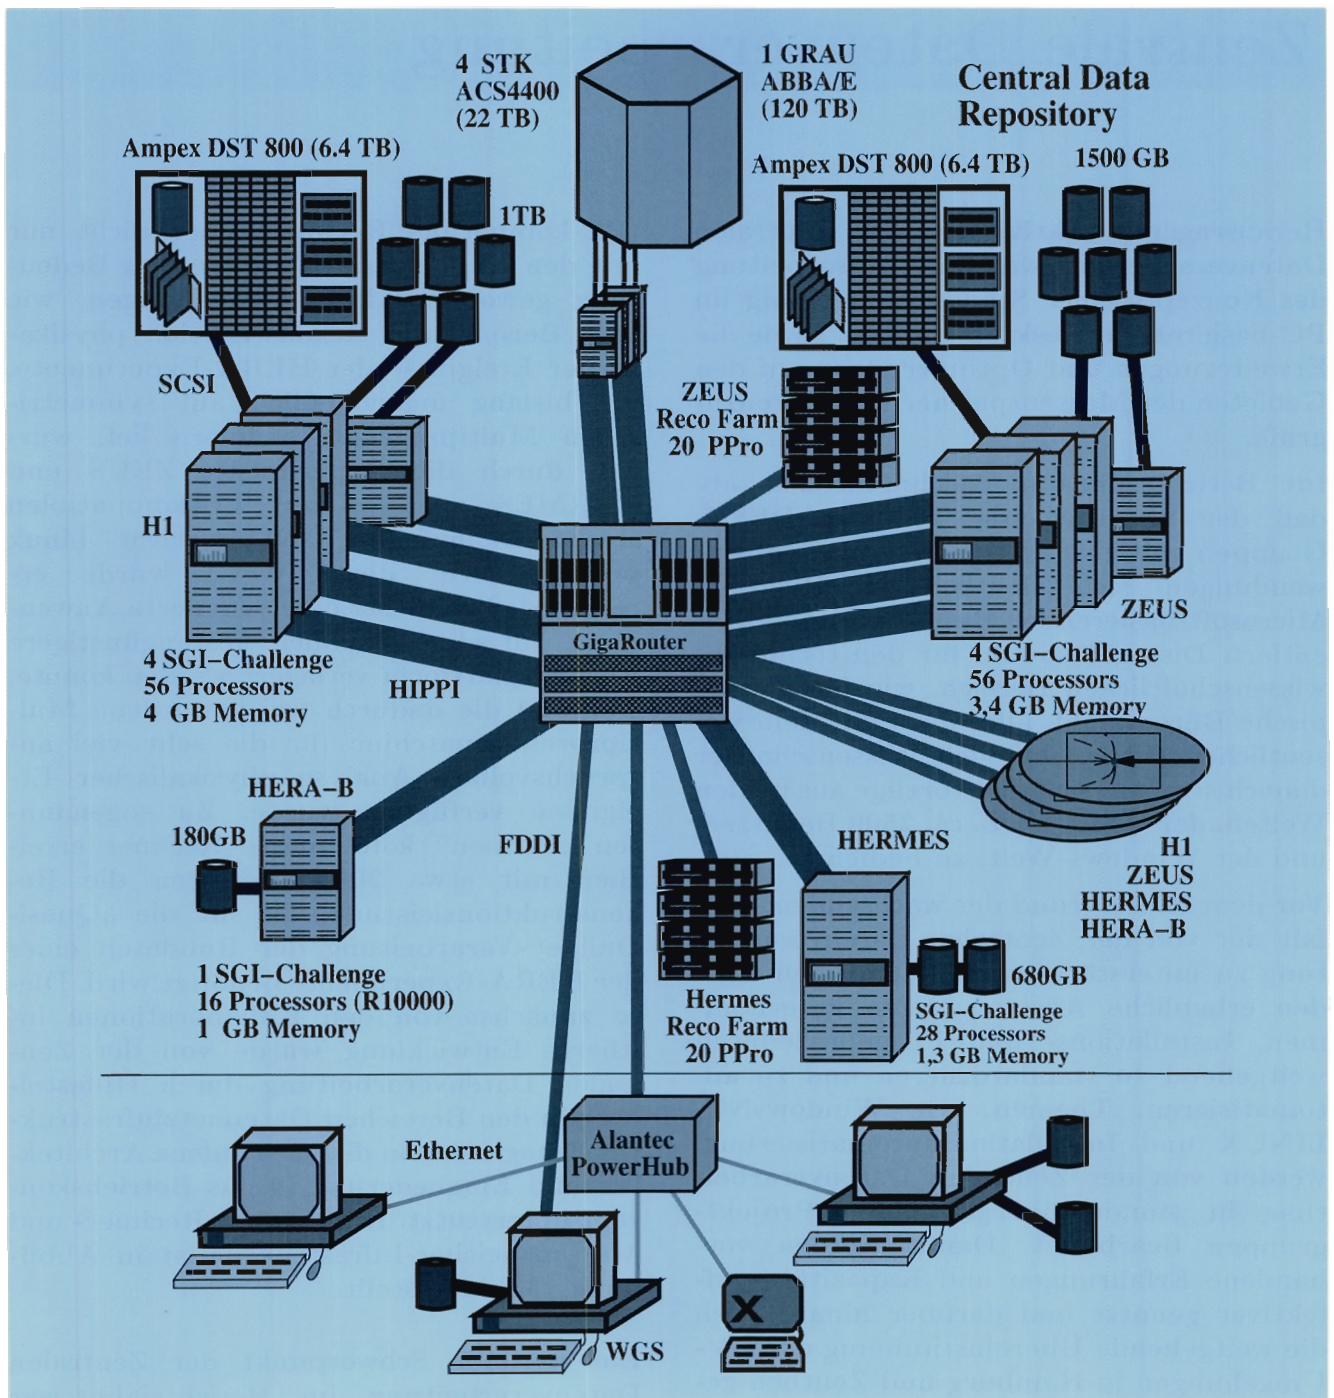 4 STK
ACS4400
(22 TB)
1 GRAU
ABBA/E
(120 TB)
Central Data
Repository
Ampex DST 800 (6.4 TB)
1TB
Ampex DST 800 (6.4 TB)
1500 GB
SCSI
ZEUS
Reco Farm
20 PPro
H1
GigaRouter
ZEUS
4 SGI–Challenge
56 Processors
4 GB Memory
HIPPI
4 SGI–Challenge
56 Processors
3,4 GB Memory
HERA–B
180GB
FDDI
HERMES
H1
ZEUS
HERMES
HERA–B
1 SGI–Challenge
16 Processors (R10000)
1 GB Memory
Hermes
Reco Farm
20 PPro
680GB
SGI–Challenge
28 Processors
1,3 GB Memory
Ethernet
Alantec
PowerHub
X
WGS